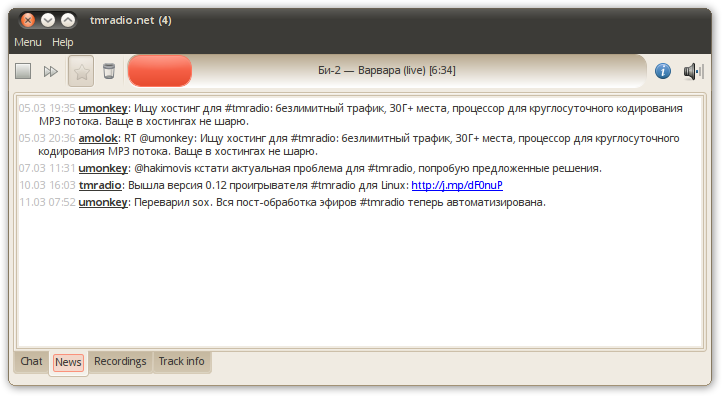 tmradio.net (4)
Menu Help
Би-2 — Варвара (live) [6:34]
05.03 19:35 umonkey: Ищу хостинг для #tmradio: безлимитный трафик, 30Г+ места, процессор для круглосуточного кодирования
MP3 потока. Ваще в хостингах не шарю.
05.03 20:36 amolok: RT @umonkey: Ищу хостинг для #tmradio: безлимитный трафик, 30Г+ места, процессор для круглосуточного
кодирования MP3 потока. Ваще в хостингах не шарю.
07.03 11:31 umonkey: @hakimovis кстати актуальная проблема для #tmradio, попробую предложенные решения.
10.03 16:03 tmradio: Вышла версия 0.12 проигрывателя #tmradio для Linux: http://j.mp/dF0nuP
11.03 07:52 umonkey: Переварил sox. Вся пост-обработка эфиров #tmradio теперь автоматизирована.
Chat News Recordings Track info